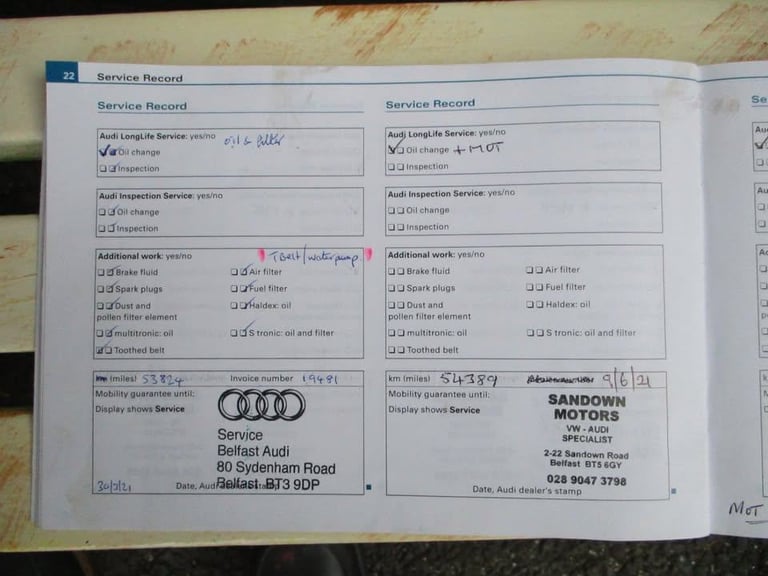 22 Service Record
Service Record
Audi LongLife Service: yes/no oil & filter
Oil change
Inspection
Audi Inspection Service: yes/no
Oil change
Inspection
Additional work: yes/no T Belt/waterpump.
Brake fluid Air filter
Spark plugs Fuel filter
Dust and Haldex: oil
pollen filter element
multitronic: oil S tronic: oil and filter
Toothed belt
km (miles) 53824 Invoice number 19481
Mobility guarantee until:
Display shows Service
Service
Belfast Audi
80 Sydenham Road
Belfast BT3 9DP
Date, Audi dealer's stamp
Service Record
Audi LongLife Service: yes/no
Oil change + MOT
Inspection
Audi Inspection Service: yes/no
Oil change
Inspection
Additional work: yes/no
Brake fluid Air filter
Spark plugs Fuel filter
Dust and Haldex: oil
pollen filter element
multitronic: oil S tronic: oil and filter
Toothed belt
km (miles) 54389 9/6/21
Mobility guarantee until:
Display shows Service
SANDOWN
MOTORS
VW - AUDI
SPECIALIST
2-22 Sandown Road
Belfast BT5 6GY
028 9047 3798
Date, Audi dealer's stamp
MOT